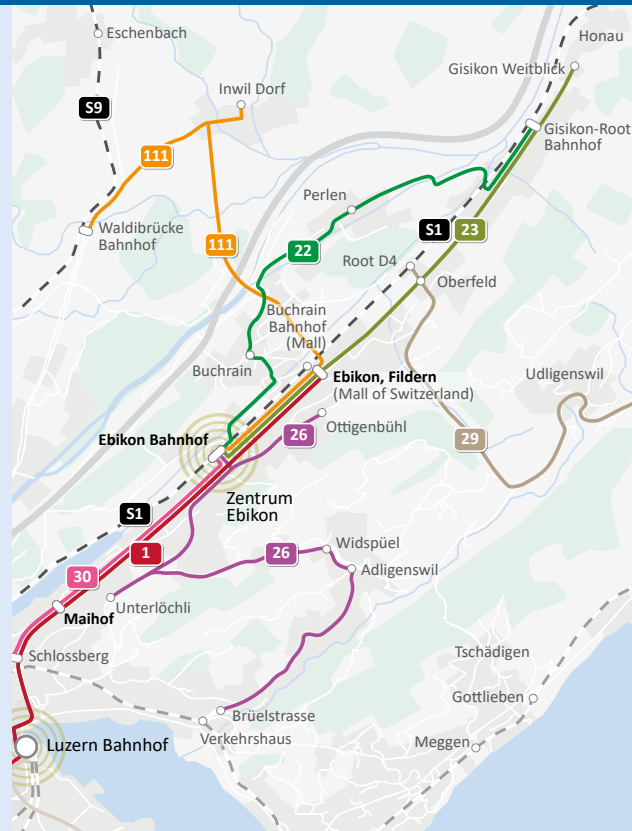 Eschenbach
Honau
Gisikon Weitblick
Inwil Dorf
S9
Gisikon-Root
Bahnhof
111
Perlen
Waldibrücke
Bahnhof
S1
23
111
22
Root D4
Oberfeld
Buchrain
Bahnhof
(Mall)
Buchrain
Ebikon, Fildern
(Mall of Switzerland)
Udligenswil
Ottigenbühl
Ebikon Bahnhof
26
29
Zentrum
Ebikon
S1
1
26
Widspüel
Adligenswil
30
Unterlöchli
Maihof
Schlossberg
Tschädigen
Gottlieben
Brüelstrasse
Verkehrshaus
Luzern Bahnhof
Meggen